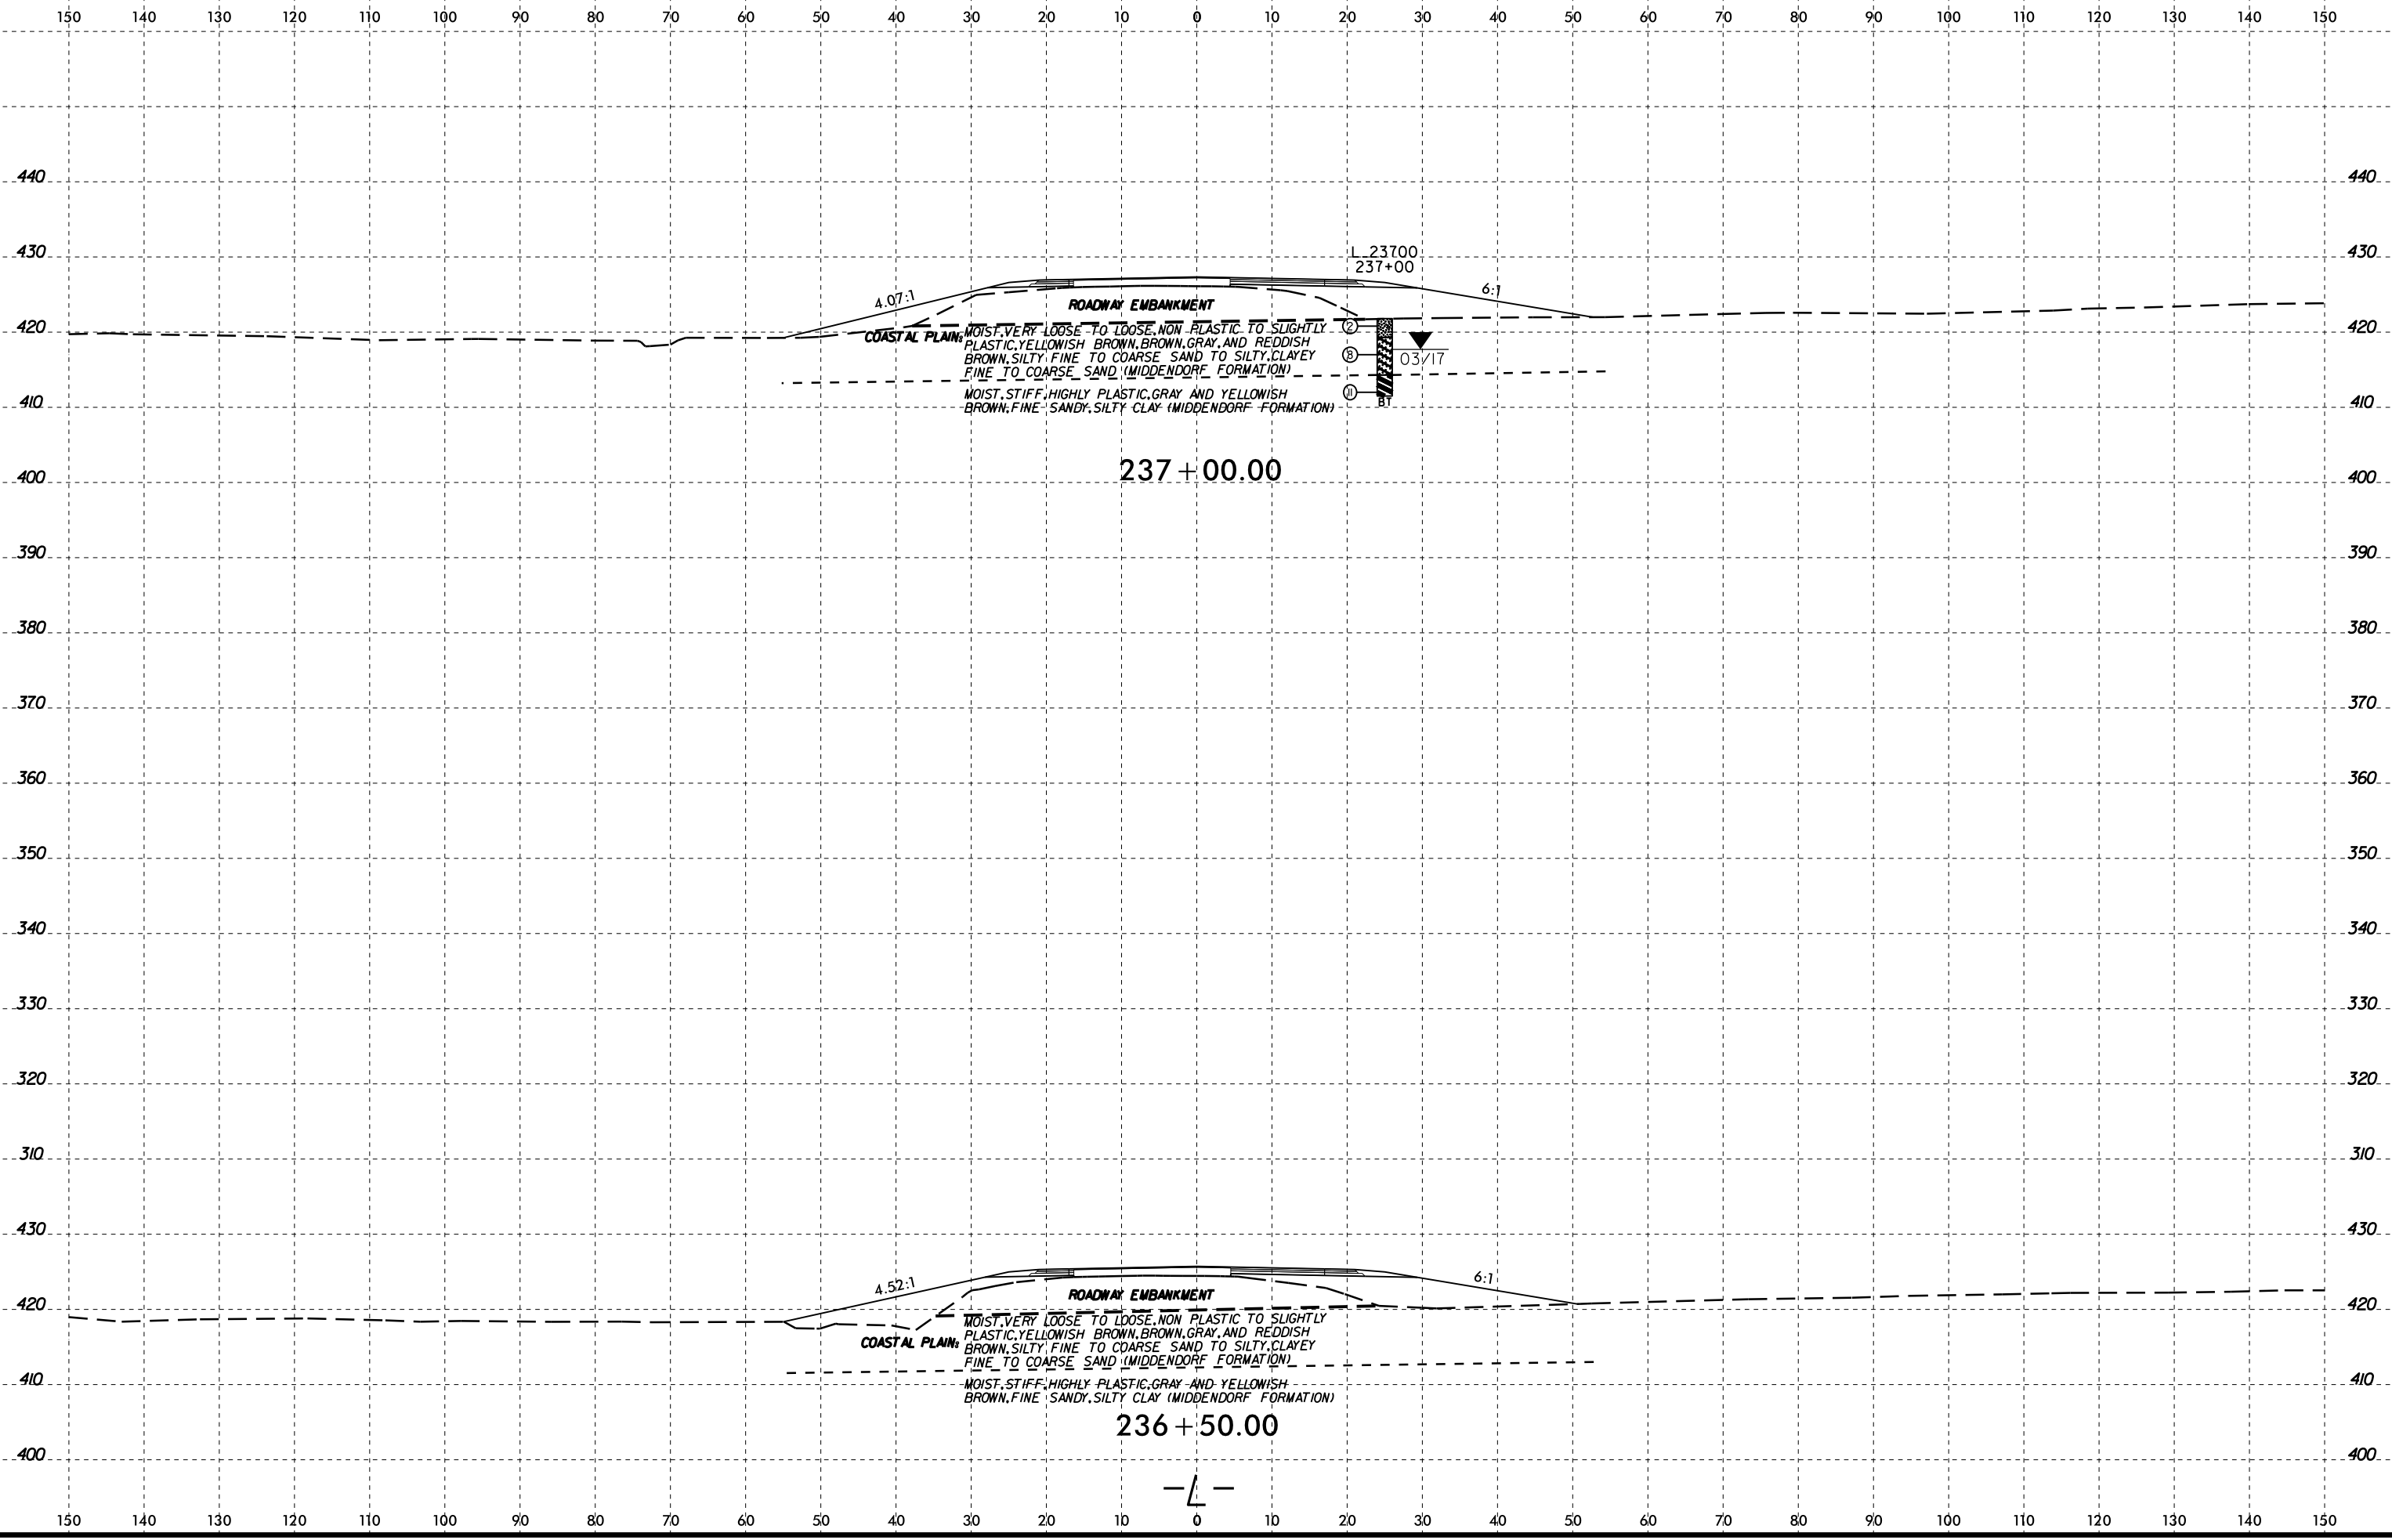 150 140 130 120 110 100 90 80 70 60 50 40 30 20 10 0 10 20 30 40 50 60 70 80 90 100 110 120 130 140 150
440 440
430 430
L_23700
237+00
4.07:1 6:1
ROADWAY EMBANKMENT
420 420
2
COASTAL PLAIN: MOIST, VERY LOOSE TO LOOSE, NON PLASTIC TO SLIGHTLY
PLASTIC, YELLOWISH BROWN, BROWN, GRAY, AND REDDISH
BROWN, SILTY FINE TO COARSE SAND TO SILTY, CLAYEY
8 03/17
FINE TO COARSE SAND (MIDDENDORF FORMATION)
MOIST, STIFF, HIGHLY PLASTIC, GRAY AND YELLOWISH
11
BROWN, FINE SANDY, SILTY CLAY (MIDDENDORF FORMATION)
BT
410 410
237+00.00
400 400
390 390
380 380
370 370
360 360
350 350
340 340
330 330
320 320
310 310
430 430
4.52:1 6:1
ROADWAY EMBANKMENT
420 420
MOIST, VERY LOOSE TO LOOSE, NON PLASTIC TO SLIGHTLY
PLASTIC, YELLOWISH BROWN, BROWN, GRAY, AND REDDISH
COASTAL PLAIN: BROWN, SILTY FINE TO COARSE SAND TO SILTY, CLAYEY
FINE TO COARSE SAND (MIDDENDORF FORMATION)
410 410
MOIST, STIFF, HIGHLY PLASTIC, GRAY AND YELLOWISH
BROWN, FINE SANDY, SILTY CLAY (MIDDENDORF FORMATION)
236+50.00
400 400
-L-
150 140 130 120 110 100 90 80 70 60 50 40 30 20 10 0 10 20 30 40 50 60 70 80 90 100 110 120 130 140 150